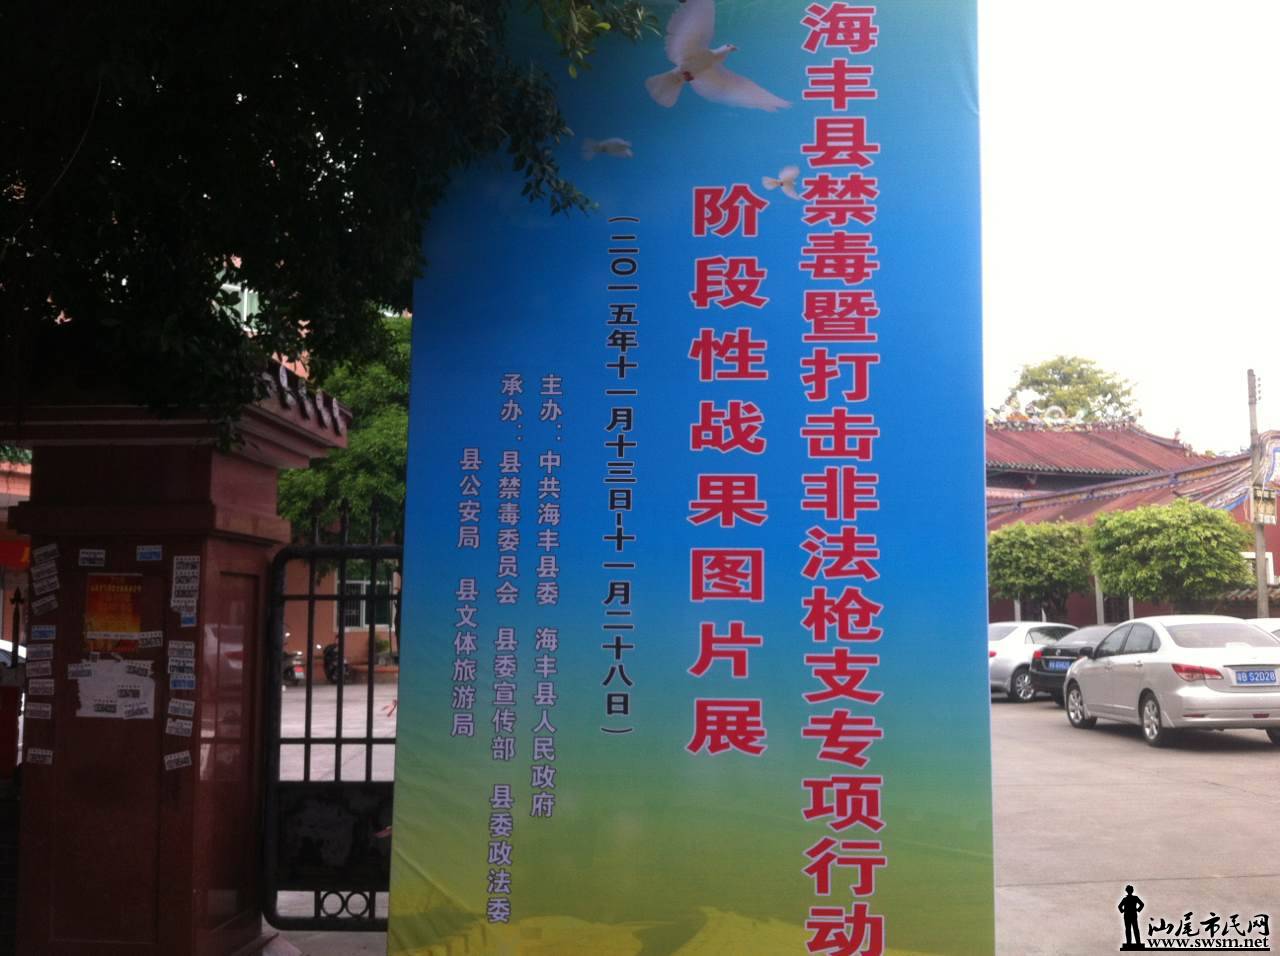 海丰县禁毒暨打击非法枪支专项行动
阶段性战果图片展
（二〇一五年十一月十三日-十一月二十八日）
主办：中共海丰县委 海丰县人民政府
承办：县禁毒委员会 县委宣传部 县委政法委
县公安局 县文体旅游局
S2D20
汕尾市民网
www.swsm.net